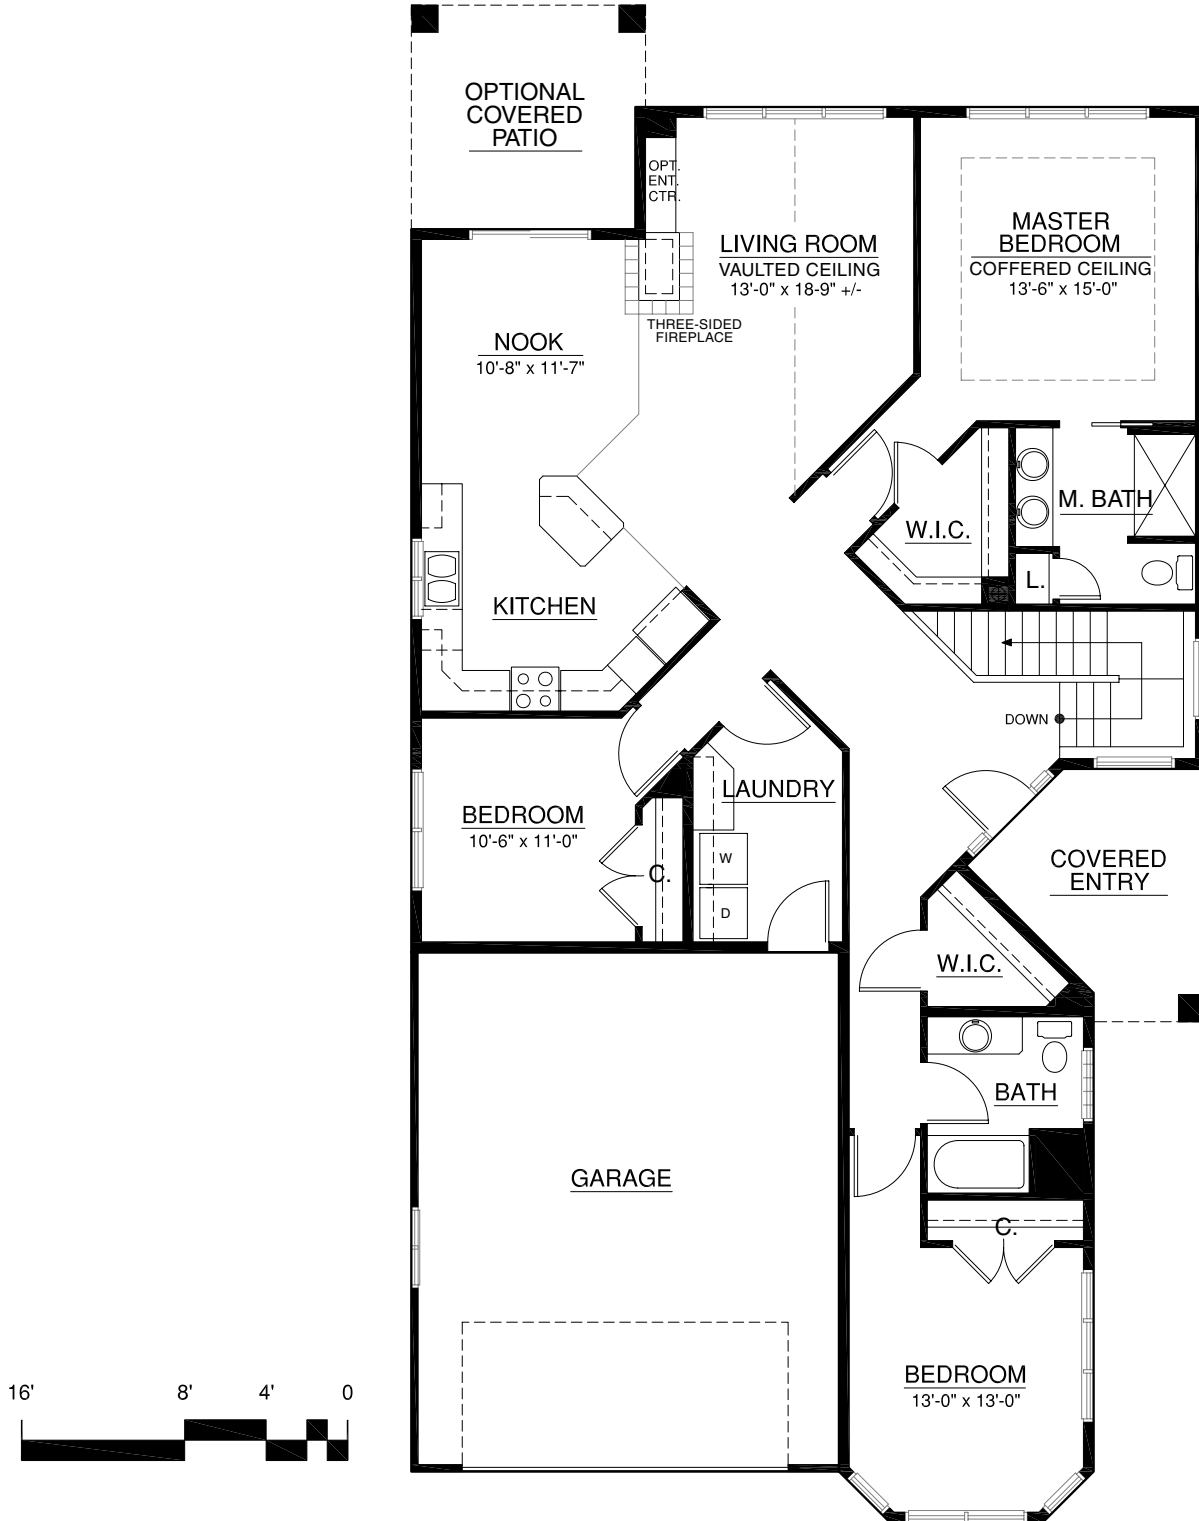 OPTIONAL
COVERED
PATIO
OPT.
ENT.
CTR.
LIVING ROOM
VAULTED CEILING
13'-0" x 18-9" +/-
MASTER
BEDROOM
COFFERED CEILING
13'-6" x 15'-0"
THREE-SIDED
FIREPLACE
NOOK
10'-8" x 11'-7"
M. BATH
W.I.C.
L.
KITCHEN
DOWN
LAUNDRY
BEDROOM
10'-6" x 11'-0"
W
C.
D
COVERED
ENTRY
W.I.C.
BATH
GARAGE
C.
BEDROOM
13'-0" x 13'-0"
16' 8' 4' 0